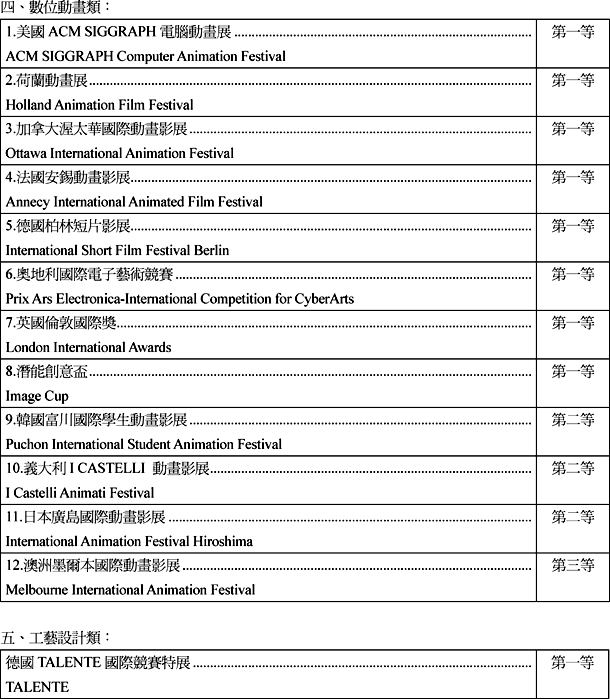 四、數位動畫類：
1.美國 ACM SIGGRAPH 電腦動畫展 第一等
ACM SIGGRAPH Computer Animation Festival
2.荷蘭動畫展 第一等
Holland Animation Film Festival
3.加拿大渥太華國際動畫影展 第一等
Ottawa International Animation Festival
4.法國安錫動畫影展 第一等
Annecy International Animated Film Festival
5.德國柏林短片影展 第一等
International Short Film Festival Berlin
6.奧地利國際電子藝術競賽 第一等
Prix Ars Electronica-International Competition for CyberArts
7.英國倫敦國際獎 第一等
London International Awards
8.潛能創意盃 第一等
Image Cup
9.韓國富川國際學生動畫影展 第二等
Puchon International Student Animation Festival
10.義大利 I CASTELLI 動畫影展 第二等
I Castelli Animati Festival
11.日本廣島國際動畫影展 第二等
International Animation Festival Hiroshima
12.澳洲墨爾本國際動畫影展 第三等
Melbourne International Animation Festival
五、工藝設計類：
德國 TALENTE 國際競賽特展 第一等
TALENTE